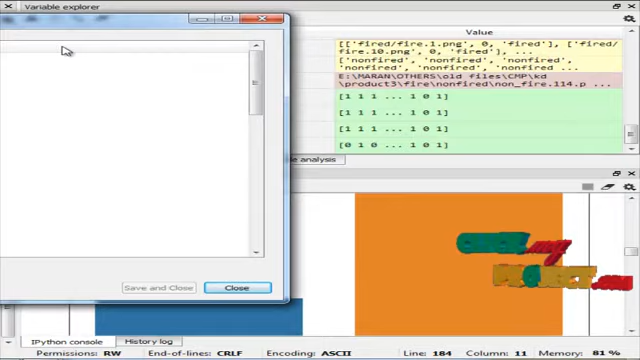 Variable explorer
Value
[['fired/fire.1.png', 0, 'fired'], ['fired/
fire.10.png', 0, 'fired'], ...
['nonfired', 'nonfired', 'nonfired',
'nonfired', 'nonfired ...
E:\MARAN\OTHERS\old files\CMP\kd
\product3\fire\nonfired\non_fire.114.p ...
[1 1 1 ... 1 0 1]
[1 1 1 ... 1 0 1]
[1 1 1 ... 1 0 1]
[0 1 0 ... 1 0 1]
analysis
Save and Close
Close
my
PROJECT.com
IPython console
History log
Permissions: RW
End-of-lines: CRLF
Encoding: ASCII
Line: 184
Column: 11
Memory: 81 %